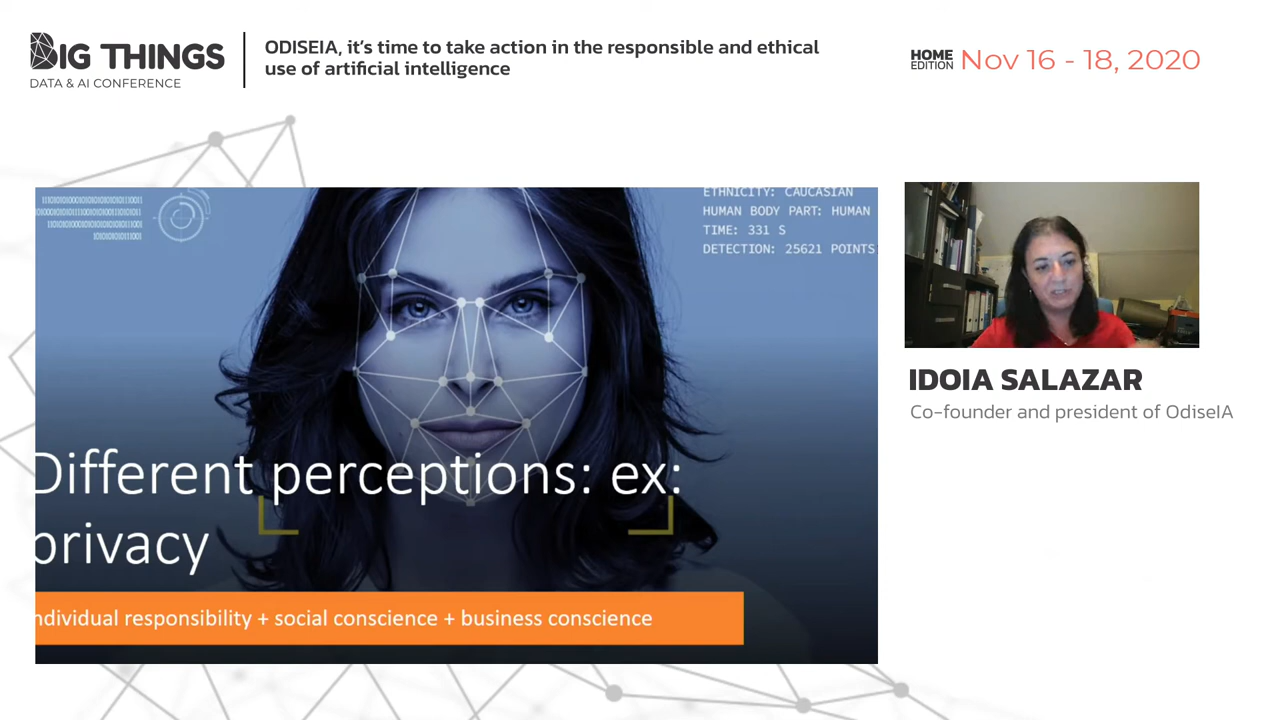 BIG THINGS
DATA & AI CONFERENCE
ODISEIA, it's time to take action in the responsible and ethical
use of artificial intelligence
HOME
EDITION
Nov 16 - 18, 2020
ETHNICITY: CAUCASIAN
HUMAN BODY PART: HUMAN
TIME: 331 S
DETECTION: 25621 POINTS
Different perceptions: ex:
privacy
ndividual responsibility + social conscience + business conscience
IDOIA SALAZAR
Co-founder and president of OdiseIA